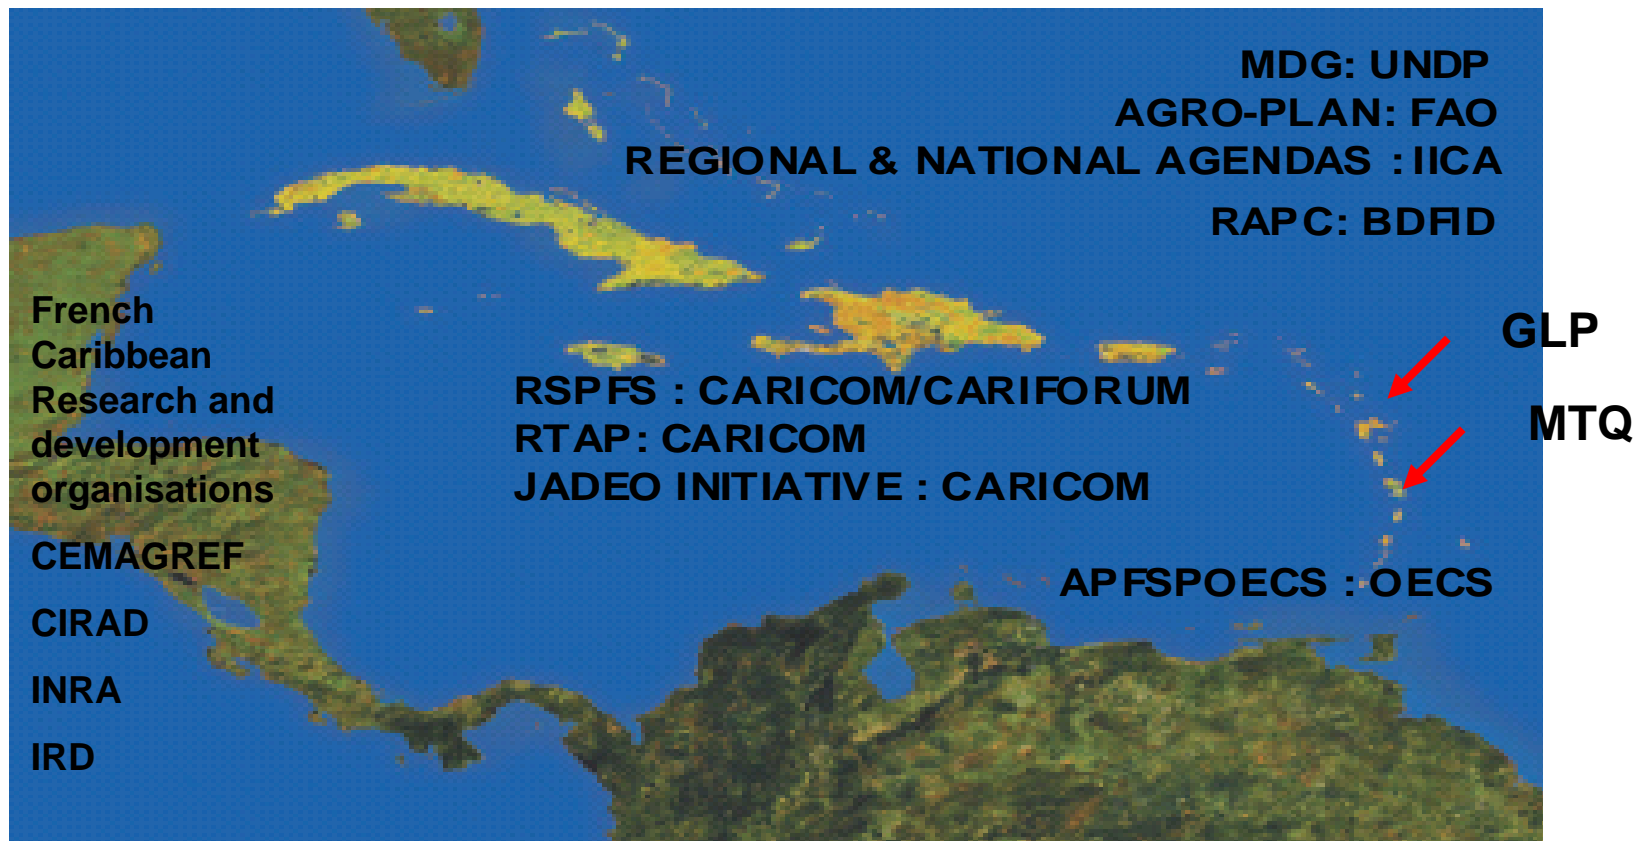 MDG: UNDP
AGRO-PLAN: FAO
REGIONAL & NATIONAL AGENDAS : IICA
RAPC: BDFID
French
Caribbean
Research and
development
organisations
CEMAGREF
CIRAD
INRA
IRD
RSPFS : CARICOM/CARIFORUM
RTAP: CARICOM
JADEO INITIATIVE : CARICOM
GLP
MTQ
APFSPOECS : OECS